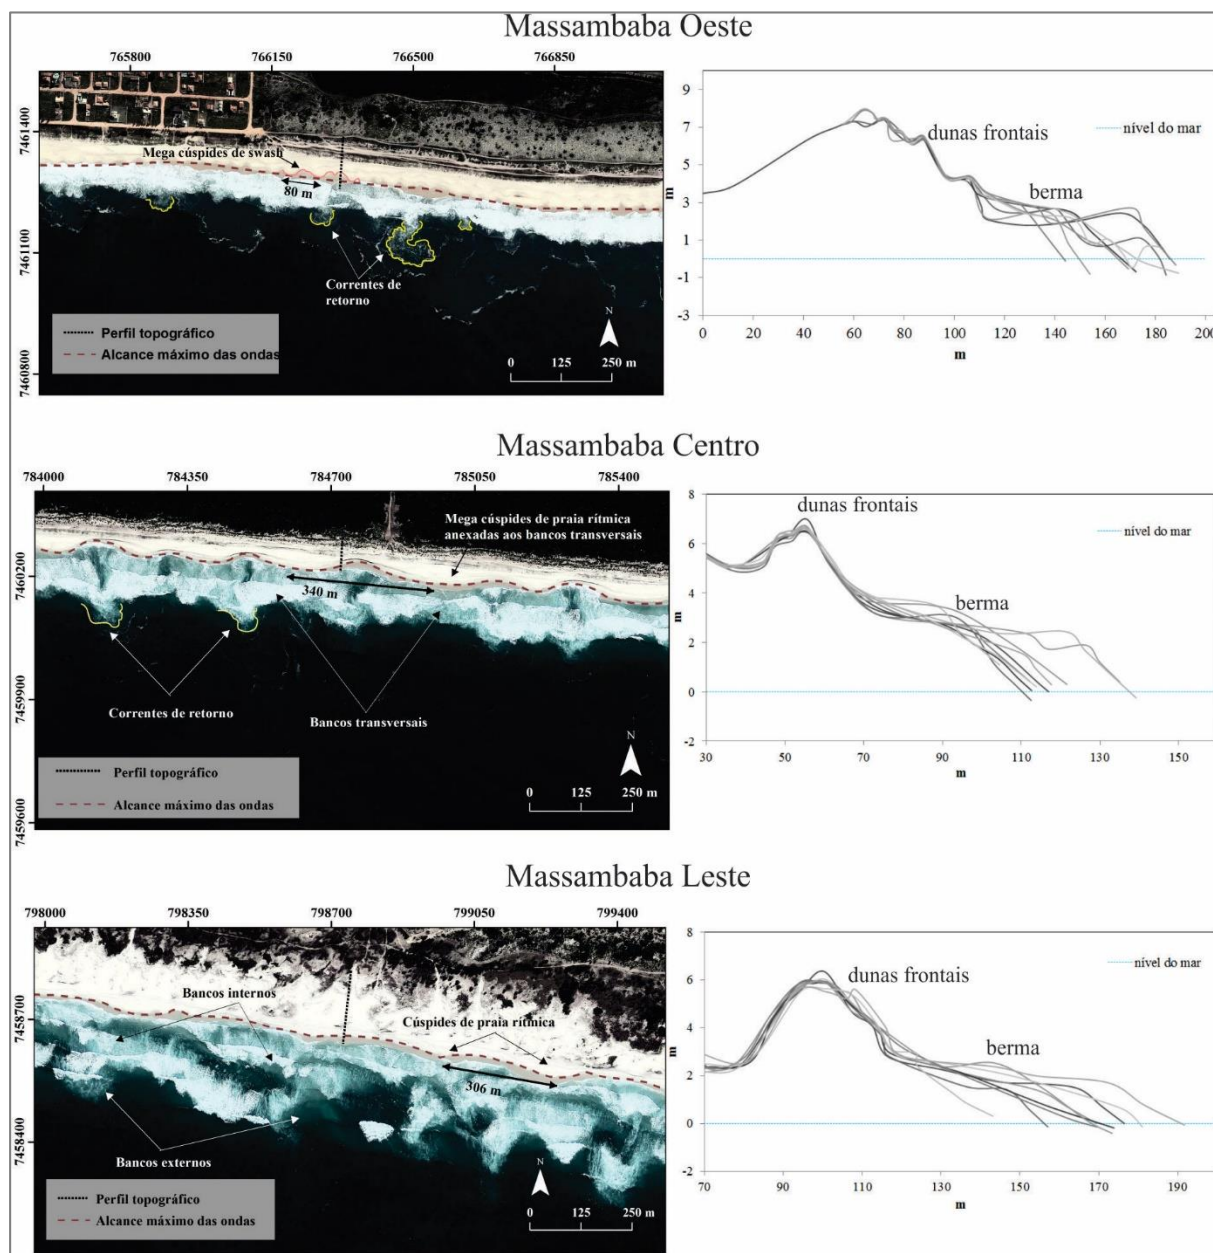 Massambaba Oeste
765800 766150 766500 766850
7461400
7461100
7460800
Mega cúspides de swash
80 m
Correntes de
retorno
Perfil topográfico
Alcance máximo das ondas
N
0 125 250 m
9
7
5
3
1
-1
-3
m
dunas frontais
nível do mar
berma
0 20 40 60 80 100 120 140 160 180 200
m
Massambaba Centro
784000 784350 784700 785050 785400
7460200
7459900
7459600
Mega cúspides de praia rítmica
anexadas aos bancos transversais
340 m
Correntes de retorno
Bancos transversais
Perfil topográfico
Alcance máximo das ondas
N
0 125 250 m
8
6
4
2
0
-2
m
dunas frontais
nível do mar
berma
30 50 70 90 110 130 150
m
Massambaba Leste
798000 798350 798700 799050 799400
7458700
7458400
Bancos internos
Cúspides de praia rítmica
306 m
Bancos externos
Perfil topográfico
Alcance máximo das ondas
N
0 125 250 m
8
6
4
2
0
-2
m
dunas frontais
nível do mar
berma
70 90 110 130 150 170 190
m